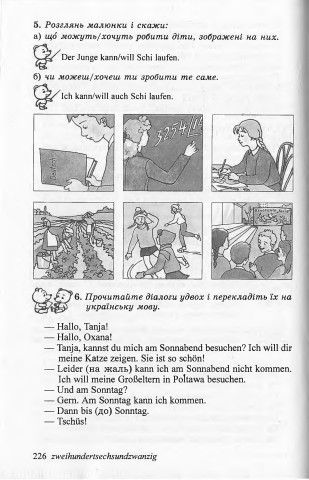 5. Розглянь малюнки і скажи:
а) що можуть/хочуть робити діти, зображені на них.
Der Junge kann/will Schi laufen.
б) чи можеш/хочеш ти зробити те саме.
Ich kann/will auch Schi laufen.
Deutsch
3254
6. Прочитайте діалоги удвох і перекладіть їх на
українську мову.
— Hallo, Tanja!
— Hallo, Oxana!
— Tanja, kannst du mich am Sonnabend besuchen? Ich will dir
meine Katze zeigen. Sie ist so schön!
— Leider (на жаль) kann ich am Sonnabend nicht kommen.
Ich will meine Großeltern in Poltawa besuchen.
— Und am Sonntag?
— Gern. Am Sonntag kann ich kommen.
— Dann bis (до) Sonntag.
— Tschüs!
226 zweihundertsechsundzwanzig